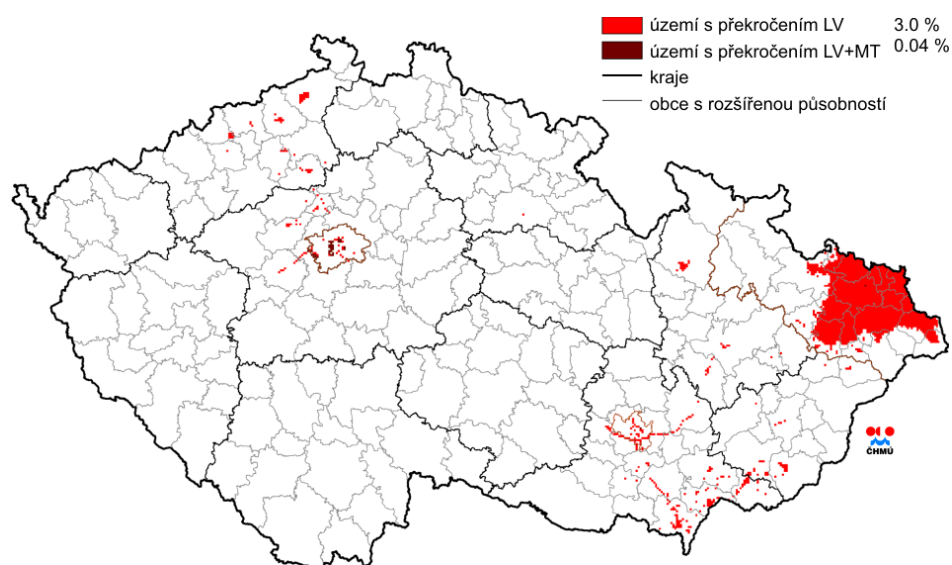 území s překročením LV 3.0 %
území s překročením LV+MT 0.04 %
kraje
obce s rozšířenou působností
ČHMÚ